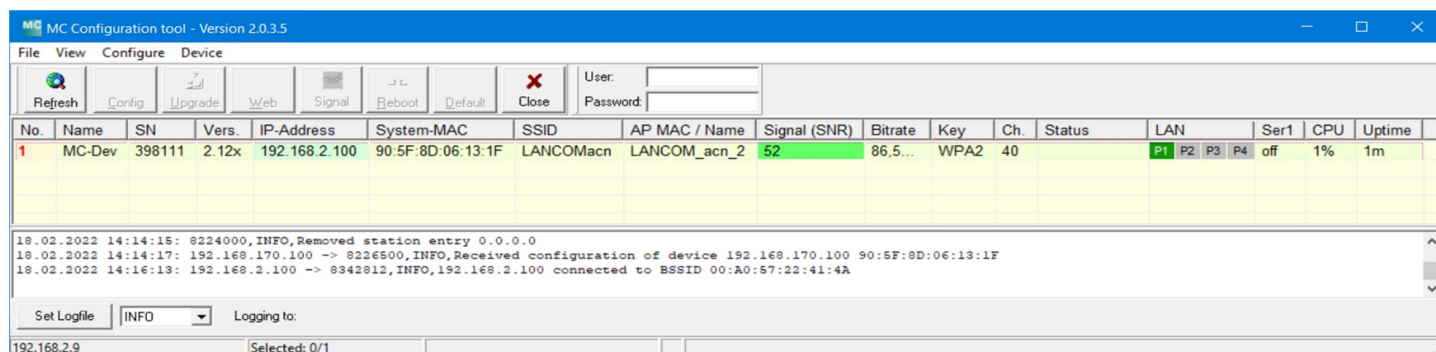 MC MC Configuration tool - Version 2.0.3.5
File View Configure Device
Refresh Config Upgrade Web Signal Reboot Default Close User:
Password:
No. Name SN Vers. IP-Address System-MAC SSID AP MAC / Name Signal (SNR) Bitrate Key Ch. Status LAN Ser1 CPU Uptime
1 MC-Dev 398111 2.12x 192.168.2.100 90:5F:8D:06:13:1F LANCOMacn LANCOM_acn_2 52 86,5... WPA2 40 P1 P2 P3 P4 off 1% 1m
18.02.2022 14:14:15: 8224000,INFO,Removed station entry 0.0.0.0
18.02.2022 14:14:17: 192.168.170.100 -> 8226500,INFO,Received configuration of device 192.168.170.100 90:5F:8D:06:13:1F
18.02.2022 14:16:13: 192.168.2.100 -> 8342812,INFO,192.168.2.100 connected to BSSID 00:A0:57:22:41:4A
Set Logfile INFO Logging to:
192.168.2.9 Selected: 0/1